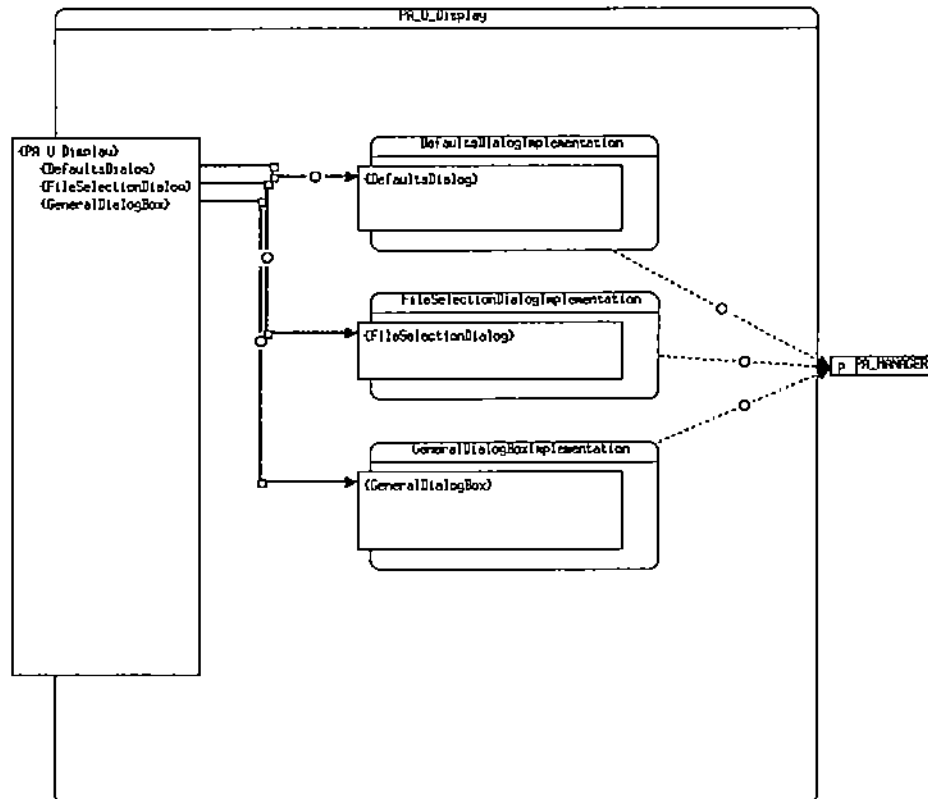 PA_U_Display
{PA U Display}
{DefaultsDialog}
{FileSelectionDialog}
{GeneralDialogBox}
DefaultsDialogImplementation
{DefaultsDialog}
FileSelectionDialogImplementation
{FileSelectionDialog}
p PA_MANAGER
GeneralDialogBoxImplementation
{GeneralDialogBox}